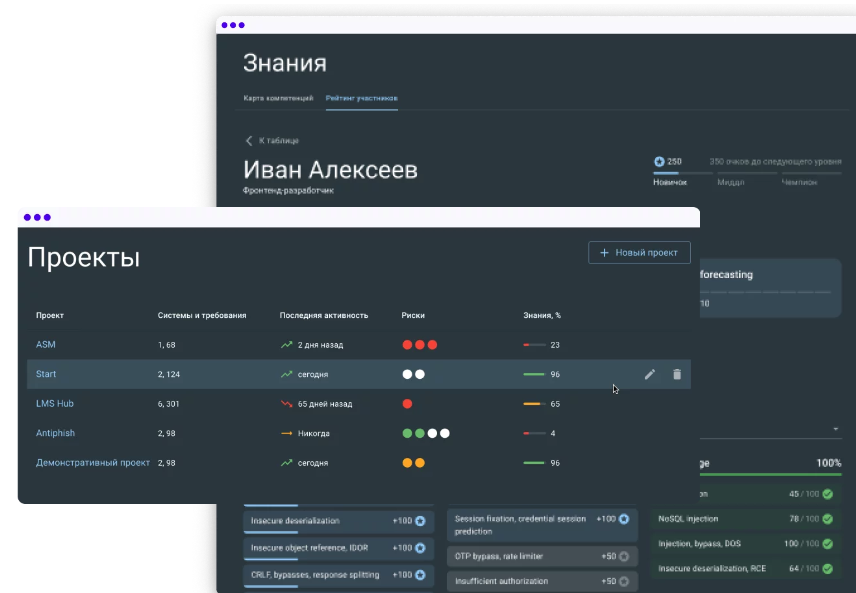 Знания
Карта компетенций Рейтинг участников
К таблице
Иван Алексеев
Фронтенд-разработчик
250 350 очков до следующего уровня
Новичок Миддл Чемпион
Проекты
+ Новый проект
Проект Системы и требования Последняя активность Риски Знания, %
ASM 1, 68 2 дня назад 23
Start 2, 124 сегодня 96
LMS Hub 6, 301 65 дней назад 65
Antiphish 2, 98 Никогда 4
Демонстративный проект 2, 98 сегодня 96
forecasting
10
ge 100%
on 45 / 100
Insecure deserialization +100
Insecure object reference, IDOR +100
CRLF, bypasses, response splitting +100
Session fixation, credential session +100
prediction
OTP bypass, rate limiter +50
Insufficient authorization +50
NoSQL injection 78 / 100
Injection, bypass, DOS 100 / 100
Insecure deserialization, RCE 64 / 100